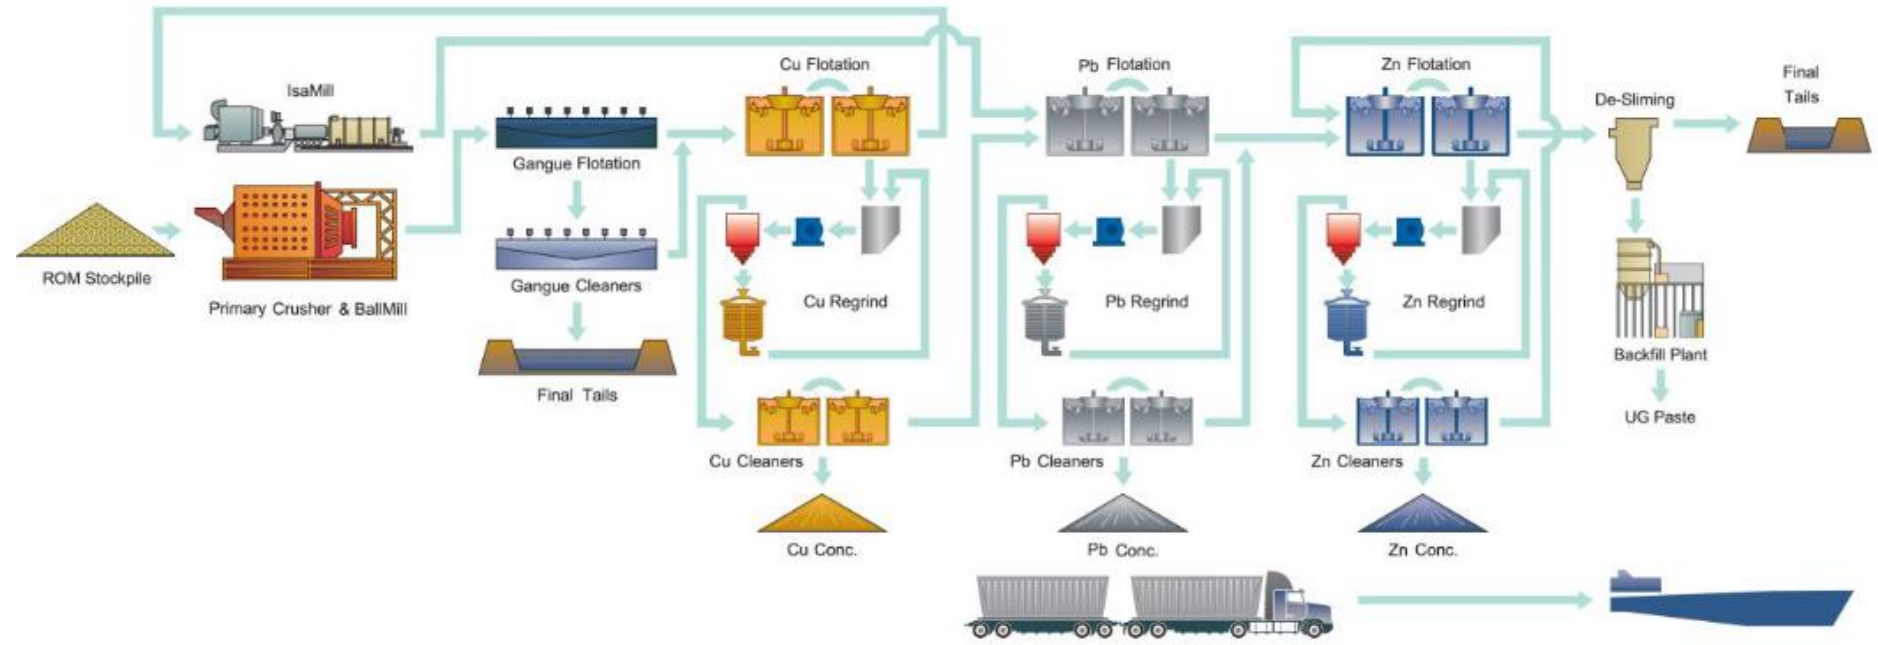 IsaMill
Cu Flotation
Pb Flotation
Zn Flotation
Final
Tails
De-Sliming
Gangue Flotation
ROM Stockpile
Primary Crusher & BallMill
Gangue Cleaners
Cu Regrind
Pb Regrind
Zn Regrind
Backfill Plant
Final Tails
UG Paste
Cu Cleaners
Pb Cleaners
Zn Cleaners
Cu Conc.
Pb Conc.
Zn Conc.